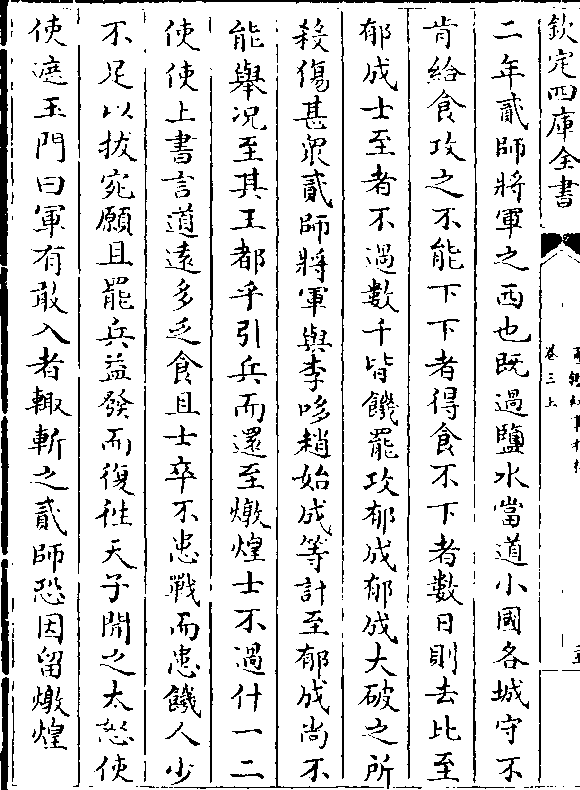 欽定四庫全書
卷三上
二年貳師將軍之西也既過鹽水當道小國各城守不
肯給食攻之不能下下者得食不下者數日則去比至
郁成士至者不過數千皆饑罷攻郁成郁成大破之所
殺傷甚眾貳師將軍與李哆趙始成等計至郁成尚不
能舉况至其王都乎引兵而還至燉煌士不過什一二
使使上書言道遠多乏食且士卒不患戰而患饑人少
不足以拔宛願且罷兵益發而復徃天子聞之大怒使
使遮玉門曰軍有敢入者輙斬之貳師恐因留燉煌